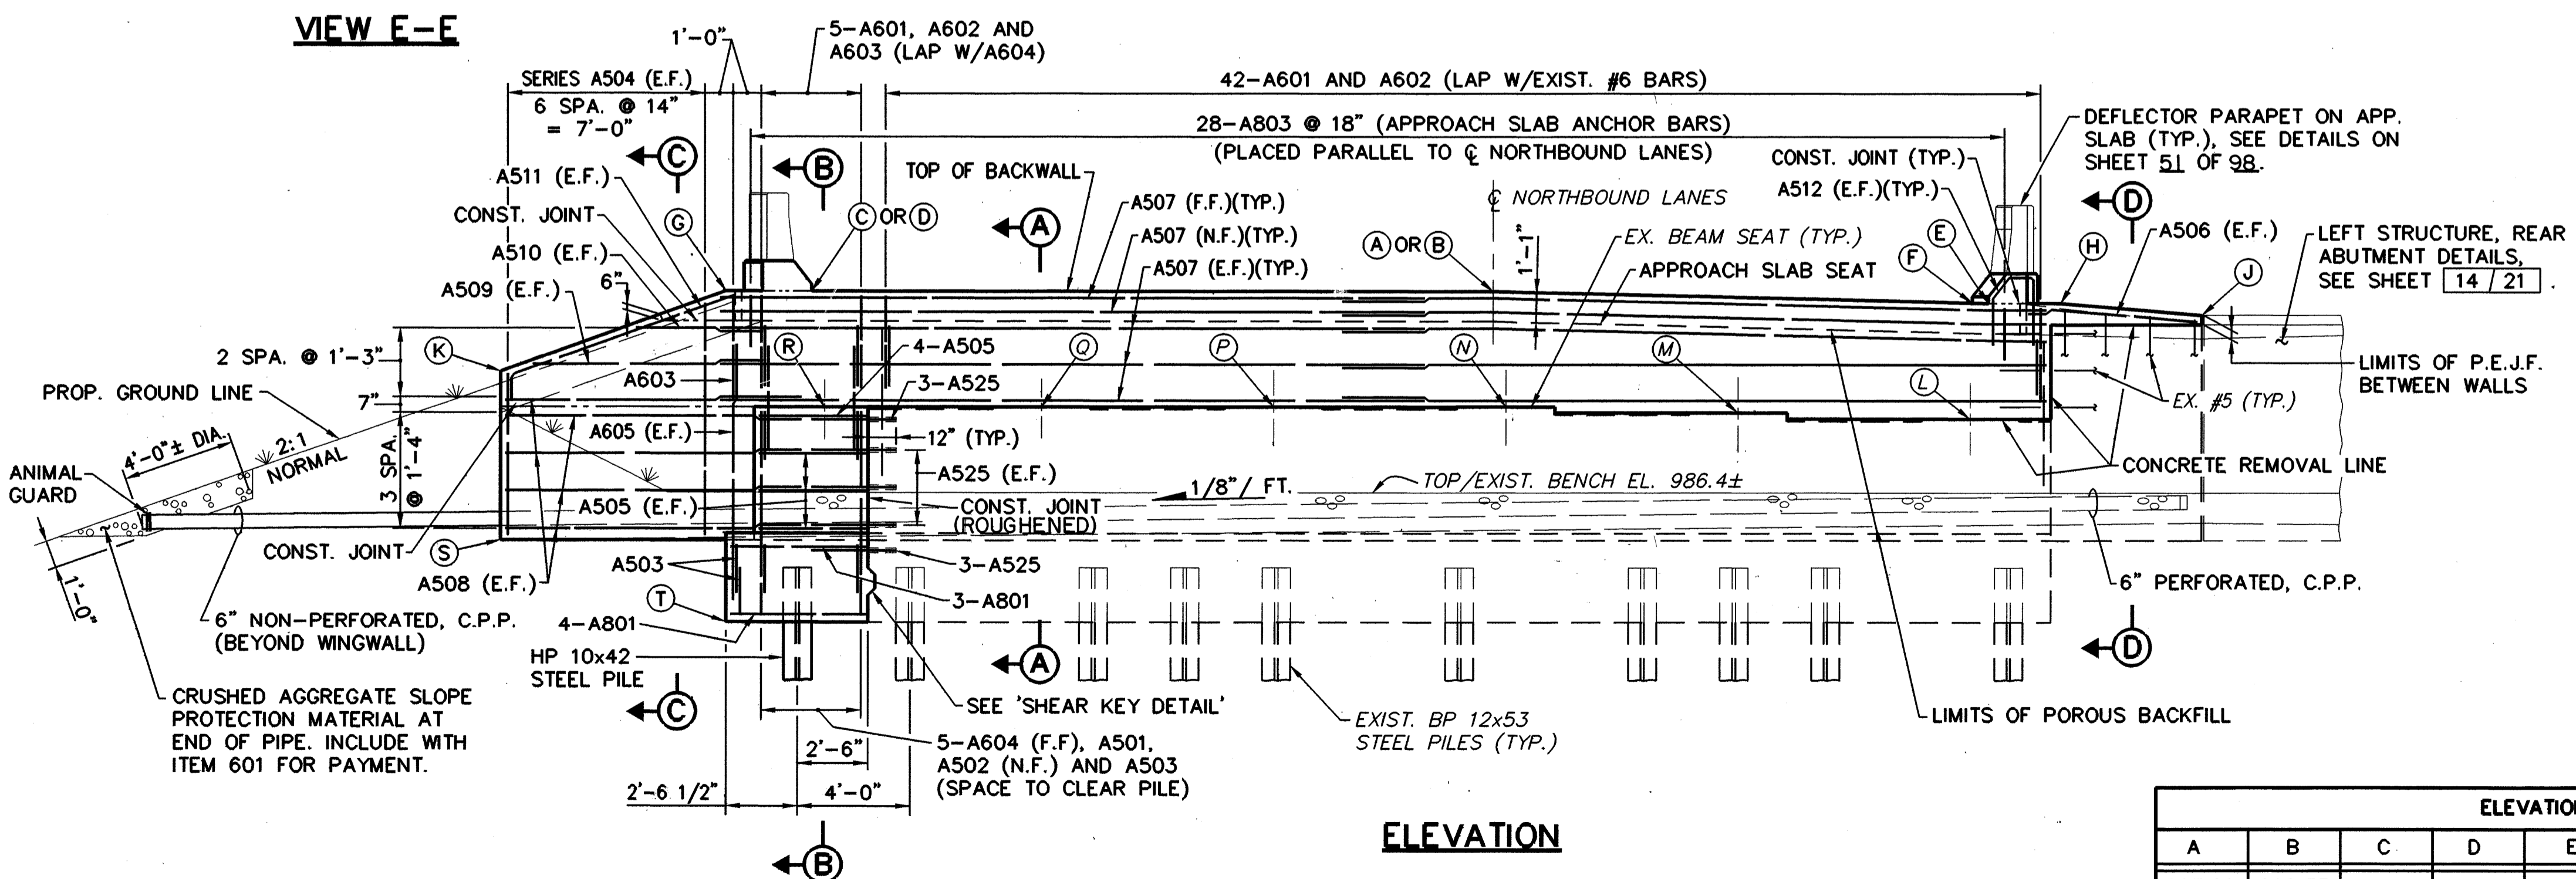 VIEW E-E
1'-0"
5-A601, A602 AND
A603 (LAP W/A604)
SERIES A504 (E.F.)
6 SPA. @ 14"
= 7'-0"
42-A601 AND A602 (LAP W/EXIST. #6 BARS)
28-A803 @ 18" (APPROACH SLAB ANCHOR BARS)
(PLACED PARALLEL TO ℄ NORTHBOUND LANES)
DEFLECTOR PARAPET ON APP.
SLAB (TYP.), SEE DETAILS ON
SHEET 51 OF 98.
C
B
A511 (E.F.)
CONST. JOINT
G
C OR D
TOP OF BACKWALL
A
A507 (F.F.)(TYP.)
A507 (N.F.)(TYP.)
A507 (E.F.)(TYP.)
℄ NORTHBOUND LANES
CONST. JOINT (TYP.)
A512 (E.F.)(TYP.)
D
A510 (E.F.)
6"
A509 (E.F.)
A OR B
1'-1"
EX. BEAM SEAT (TYP.)
APPROACH SLAB SEAT
E
F
H
A506 (E.F.)
LEFT STRUCTURE, REAR
ABUTMENT DETAILS,
SEE SHEET 14 / 21 .
J
2 SPA. @ 1'-3"
K
R
4-A505
Q
P
N
M
L
LIMITS OF P.E.J.F.
BETWEEN WALLS
PROP. GROUND LINE
7"
A603
3-A525
EX. #5 (TYP.)
4'-0"± DIA.
2:1
NORMAL
3 SPA.
@ 1'-4"
A605 (E.F.)
12" (TYP.)
A525 (E.F.)
CONCRETE REMOVAL LINE
ANIMAL
GUARD
A505 (E.F.)
CONST. JOINT
(ROUGHENED)
1/8"/ FT.
TOP/EXIST. BENCH EL. 986.4±
CONST. JOINT
S
1'-0"
A508 (E.F.)
A503
3-A525
6" NON-PERFORATED, C.P.P.
(BEYOND WINGWALL)
T
3-A801
4-A801
6" PERFORATED, C.P.P.
HP 10x42
STEEL PILE
A
D
C
CRUSHED AGGREGATE SLOPE
PROTECTION MATERIAL AT
END OF PIPE. INCLUDE WITH
ITEM 601 FOR PAYMENT.
SEE 'SHEAR KEY DETAIL'
EXIST. BP 12x53
STEEL PILES (TYP.)
LIMITS OF POROUS BACKFILL
2'-6"
5-A604 (F.F), A501,
A502 (N.F.) AND A503
(SPACE TO CLEAR PILE)
2'-6 1/2"
4'-0"
B
ELEVATION
ELEVATION
A B C D E